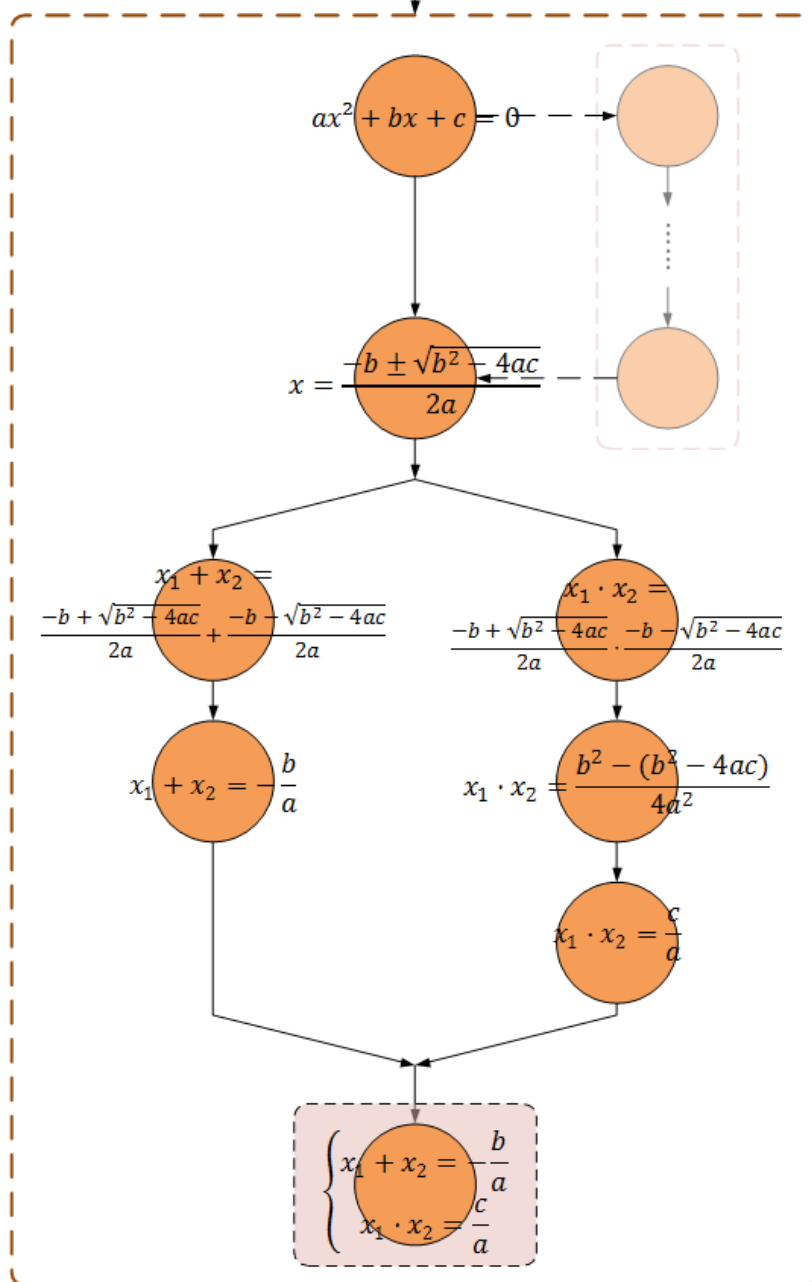 ax² + bx + c = 0
x = (-b ± √(b² − 4ac)) / 2a
x₁ + x₂ =
(-b + √(b² − 4ac)) / 2a + (-b − √(b² − 4ac)) / 2a
x₁ · x₂ =
(-b + √(b² − 4ac)) / 2a · (-b − √(b² − 4ac)) / 2a
x₁ + x₂ = − b/a
x₁ · x₂ = (b² − (b² − 4ac)) / 4a²
x₁ · x₂ = c/a
{ x₁ + x₂ = − b/a
x₁ · x₂ = c/a